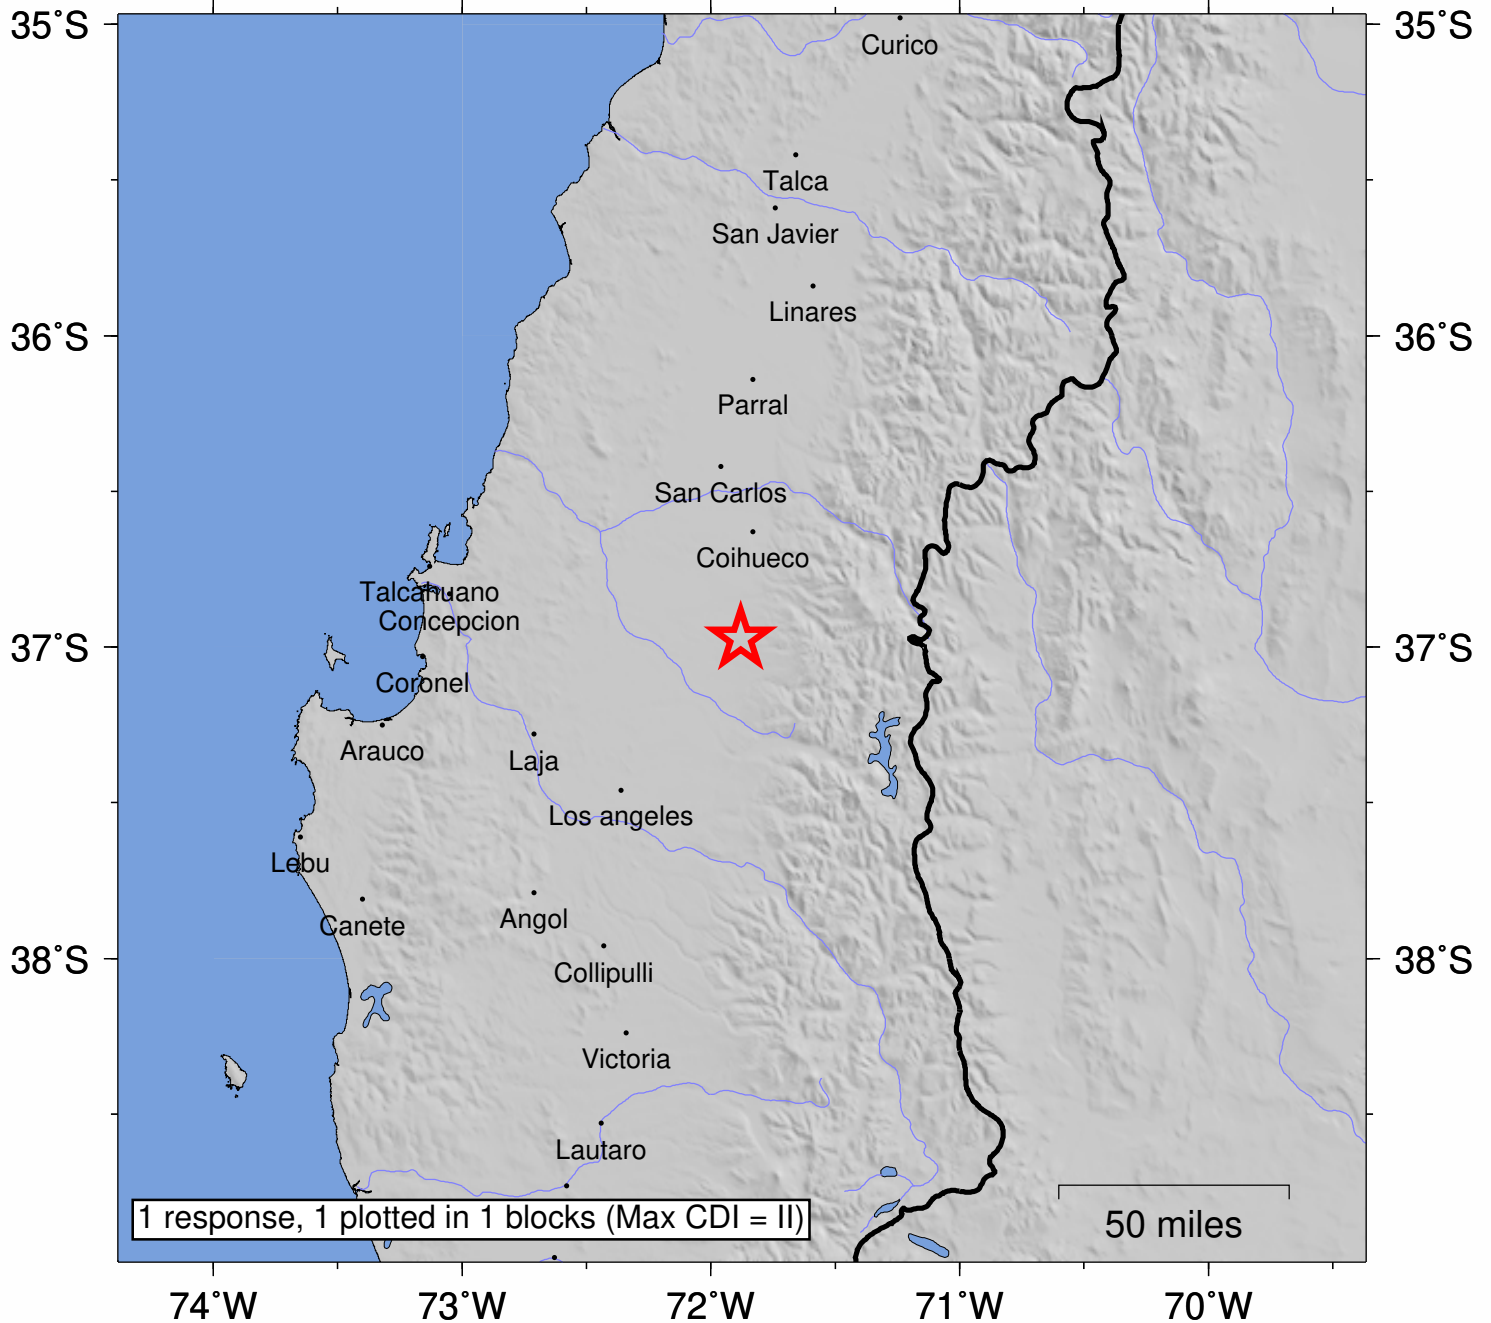 35˚S
35˚S
Curico
Talca
San Javier
Linares
36˚S
36˚S
Parral
San Carlos
Coihueco
Talcahuano
Concepcion
37˚S
37˚S
Coronel
Arauco
Laja
Los angeles
Lebu
Angol
Canete
38˚S
38˚S
Collipulli
Victoria
Lautaro
1 response, 1 plotted in 1 blocks (Max CDI = II)
50 miles
74˚W
73˚W
72˚W
71˚W
70˚W